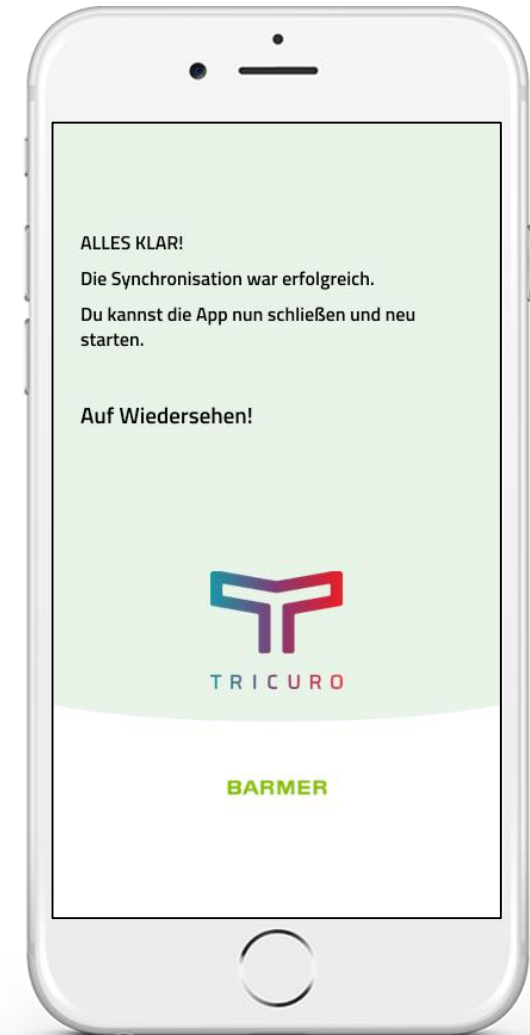 ALLES KLAR!
Die Synchronisation war erfolgreich.
Du kannst die App nun schließen und neu
starten.
Auf Wiedersehen!
TRICURO
BARMER